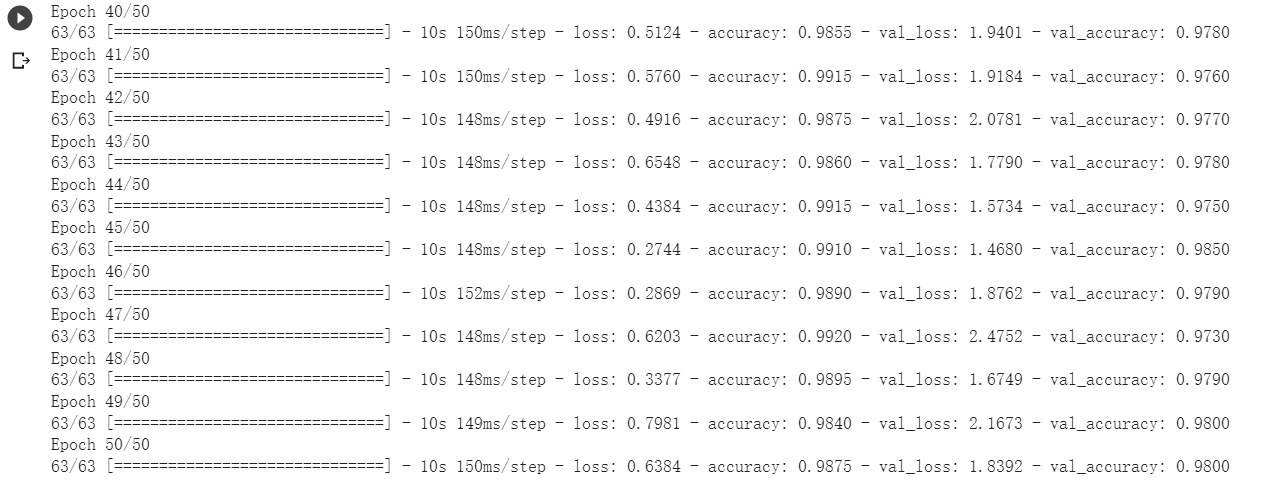 Epoch 40/50
63/63 [==============================] - 10s 150ms/step - loss: 0.5124 - accuracy: 0.9855 - val_loss: 1.9401 - val_accuracy: 0.9780
Epoch 41/50
63/63 [==============================] - 10s 150ms/step - loss: 0.5760 - accuracy: 0.9915 - val_loss: 1.9184 - val_accuracy: 0.9760
Epoch 42/50
63/63 [==============================] - 10s 148ms/step - loss: 0.4916 - accuracy: 0.9875 - val_loss: 2.0781 - val_accuracy: 0.9770
Epoch 43/50
63/63 [==============================] - 10s 148ms/step - loss: 0.6548 - accuracy: 0.9860 - val_loss: 1.7790 - val_accuracy: 0.9780
Epoch 44/50
63/63 [==============================] - 10s 148ms/step - loss: 0.4384 - accuracy: 0.9915 - val_loss: 1.5734 - val_accuracy: 0.9750
Epoch 45/50
63/63 [==============================] - 10s 148ms/step - loss: 0.2744 - accuracy: 0.9910 - val_loss: 1.4680 - val_accuracy: 0.9850
Epoch 46/50
63/63 [==============================] - 10s 152ms/step - loss: 0.2869 - accuracy: 0.9890 - val_loss: 1.8762 - val_accuracy: 0.9790
Epoch 47/50
63/63 [==============================] - 10s 148ms/step - loss: 0.6203 - accuracy: 0.9920 - val_loss: 2.4752 - val_accuracy: 0.9730
Epoch 48/50
63/63 [==============================] - 10s 148ms/step - loss: 0.3377 - accuracy: 0.9895 - val_loss: 1.6749 - val_accuracy: 0.9790
Epoch 49/50
63/63 [==============================] - 10s 149ms/step - loss: 0.7981 - accuracy: 0.9840 - val_loss: 2.1673 - val_accuracy: 0.9800
Epoch 50/50
63/63 [==============================] - 10s 150ms/step - loss: 0.6384 - accuracy: 0.9875 - val_loss: 1.8392 - val_accuracy: 0.9800